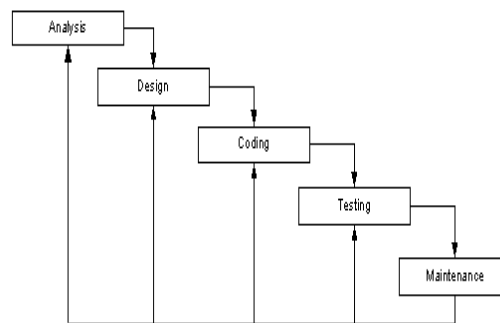 Analysis
Design
Coding
Testing
Maintenance